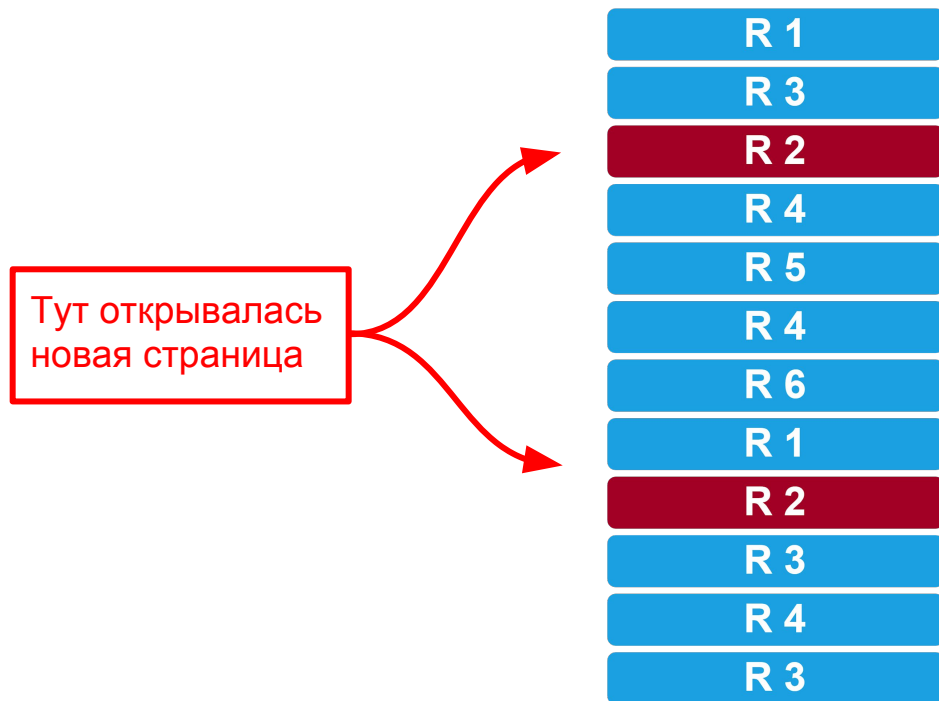 R 1
R 3
R 2
R 4
R 5
R 4
R 6
R 1
R 2
R 3
R 4
R 3
Тут открывалась
новая страница